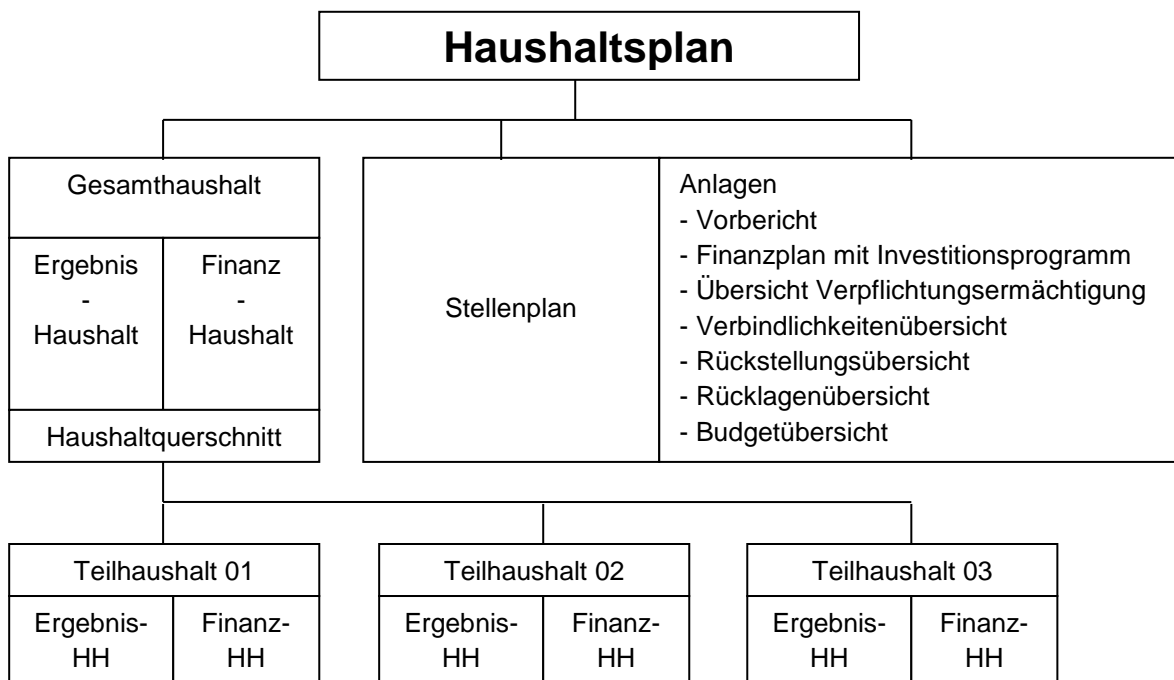 Haushaltsplan
Gesamthaushalt
Ergebnis
-
Haushalt
Finanz
-
Haushalt
Haushaltquerschnitt
Stellenplan
Anlagen
- Vorbericht
- Finanzplan mit Investitionsprogramm
- Übersicht Verpflichtungsermächtigung
- Verbindlichkeitenübersicht
- Rückstellungsübersicht
- Rücklagenübersicht
- Budgetübersicht
Teilhaushalt 01
Ergebnis-
HH
Finanz-
HH
Teilhaushalt 02
Ergebnis-
HH
Finanz-
HH
Teilhaushalt 03
Ergebnis-
HH
Finanz-
HH